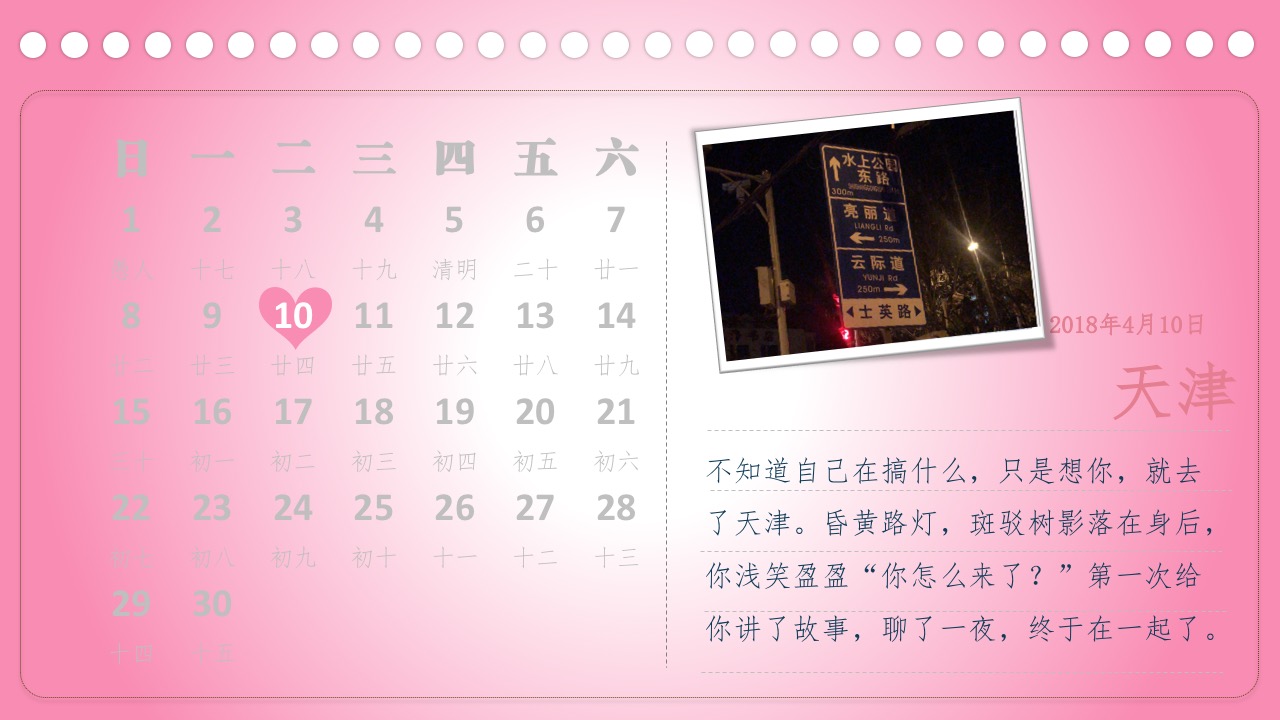 日 一 二 三 四 五 六
1 2 3 4 5 6 7
十七 十八 十九 清明 二十 廿一
8 9 10 11 12 13 14
廿二 廿三 廿四 廿五 廿六 廿八 廿九
15 16 17 18 19 20 21
三十 初一 初二 初三 初四 初五 初六
22 23 24 25 26 27 28
初七 初八 初九 初十 十一 十二 十三
29 30
十四 十五
水上公园
东路
300m
亮丽道
LIANGLI Rd
250m
云际道
YUNJI Rd
250m
士英路
2018年4月10日
天津
不知道自己在搞什么，只是想你，就去
了天津。昏黄路灯，斑驳树影落在身后，
你浅笑盈盈“你怎么来了？”第一次给
你讲了故事，聊了一夜，终于在一起了。